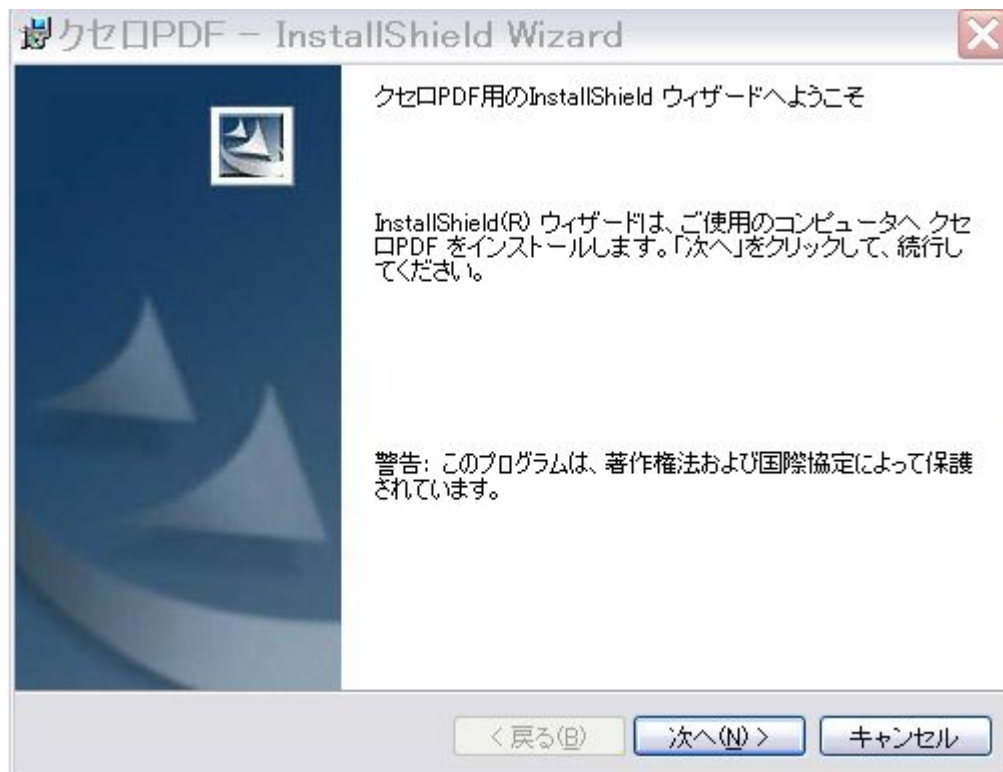 クセロPDF - InstallShield Wizard
クセロPDF用のInstallShield ウィザードへようこそ
InstallShield(R) ウィザードは、ご使用のコンピュータへ クセ
ロPDF をインストールします。「次へ」をクリックして、続行し
てください。
警告: このプログラムは、著作権法および国際協定によって保護
されています。
< 戻る(B) 次へ(N) > キャンセル